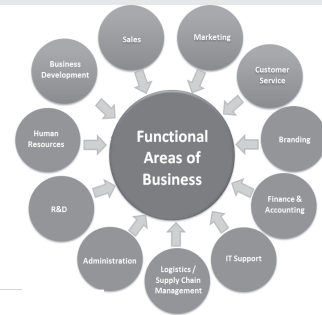 Sales
Marketing
Business
Development
Customer
Service
Human
Resources
Functional
Areas of
Business
Branding
R&D
Finance &
Accounting
Administration
Logistics /
Supply Chain
Management
IT Support